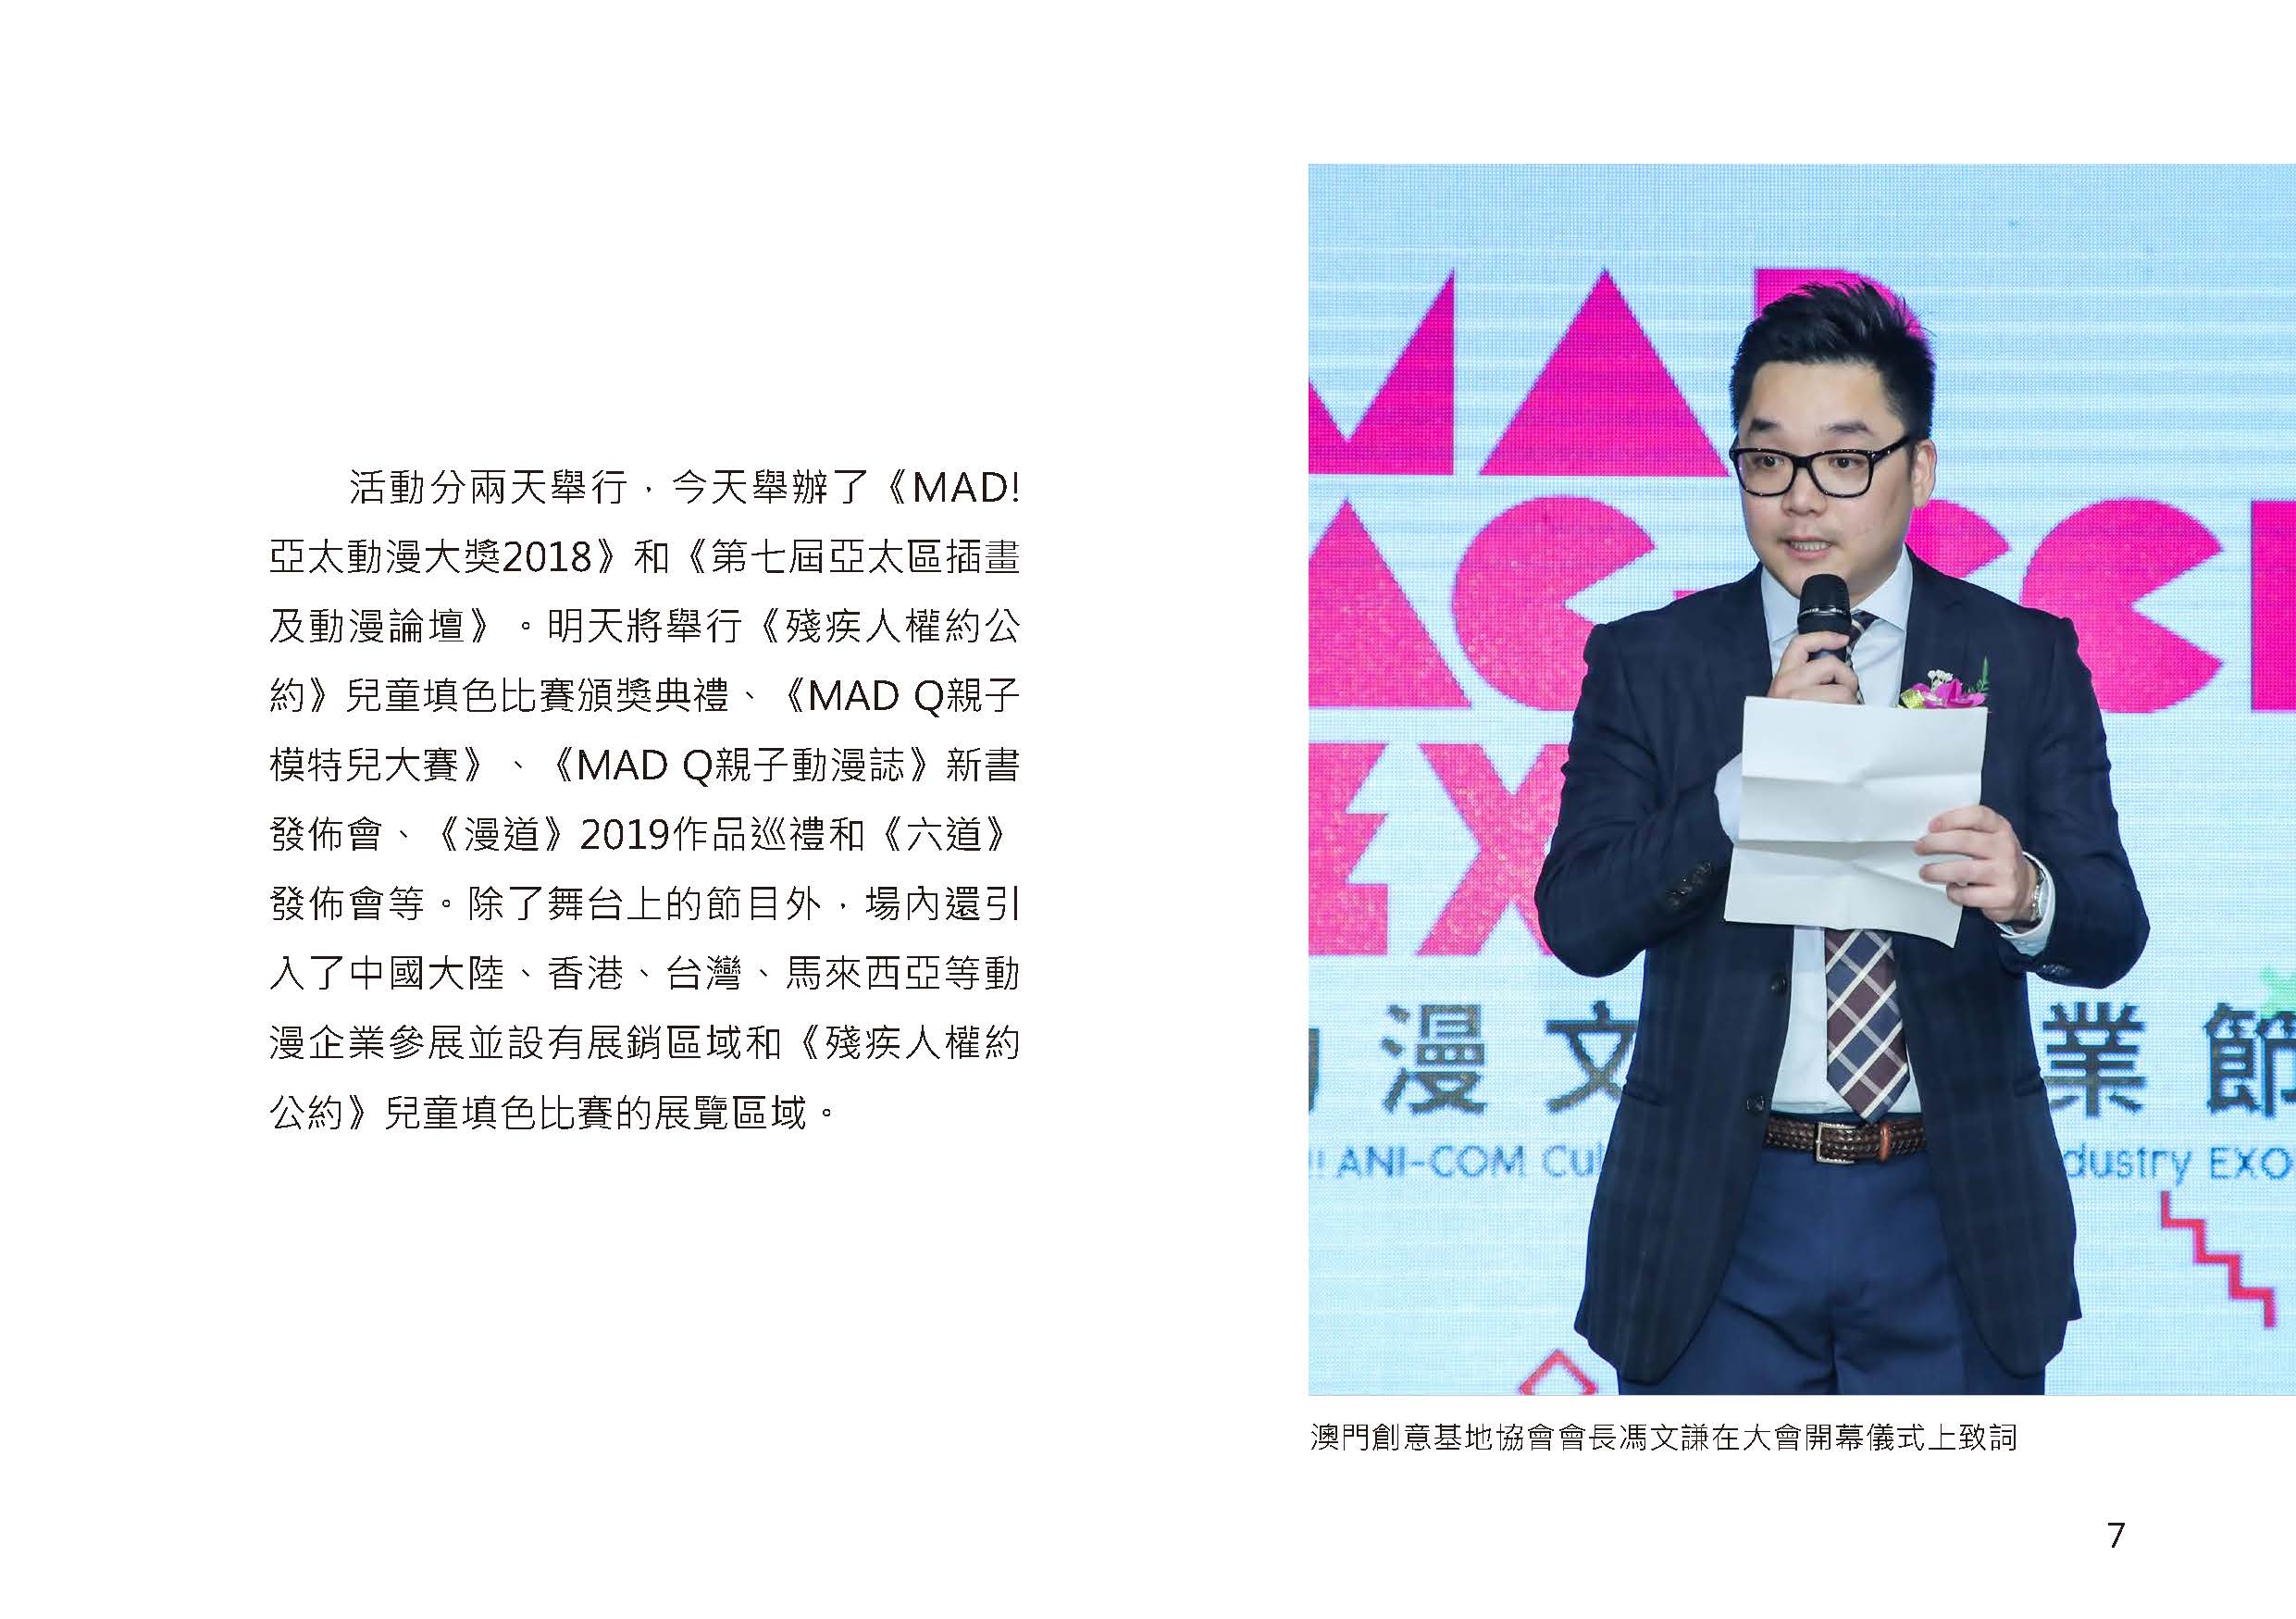 活動分兩天舉行，今天舉辦了《MAD!
亞太動漫大獎2018》和《第七屆亞太區插畫
及動漫論壇》。明天將舉行《殘疾人權約公
約》兒童填色比賽頒獎典禮、《MAD Q親子
模特兒大賽》、《MAD Q親子動漫誌》新書
發佈會、《漫道》2019作品巡禮和《六道》
發佈會等。除了舞台上的節目外，場內還引
入了中國大陸、香港、台灣、馬來西亞等動
漫企業參展並設有展銷區域和《殘疾人權約
公約》兒童填色比賽的展覽區域。
MAD
AC
EX
漫 文 業 節
! ANI-COM Cul dustry EXO
澳門創意基地協會會長馮文謙在大會開幕儀式上致詞
7